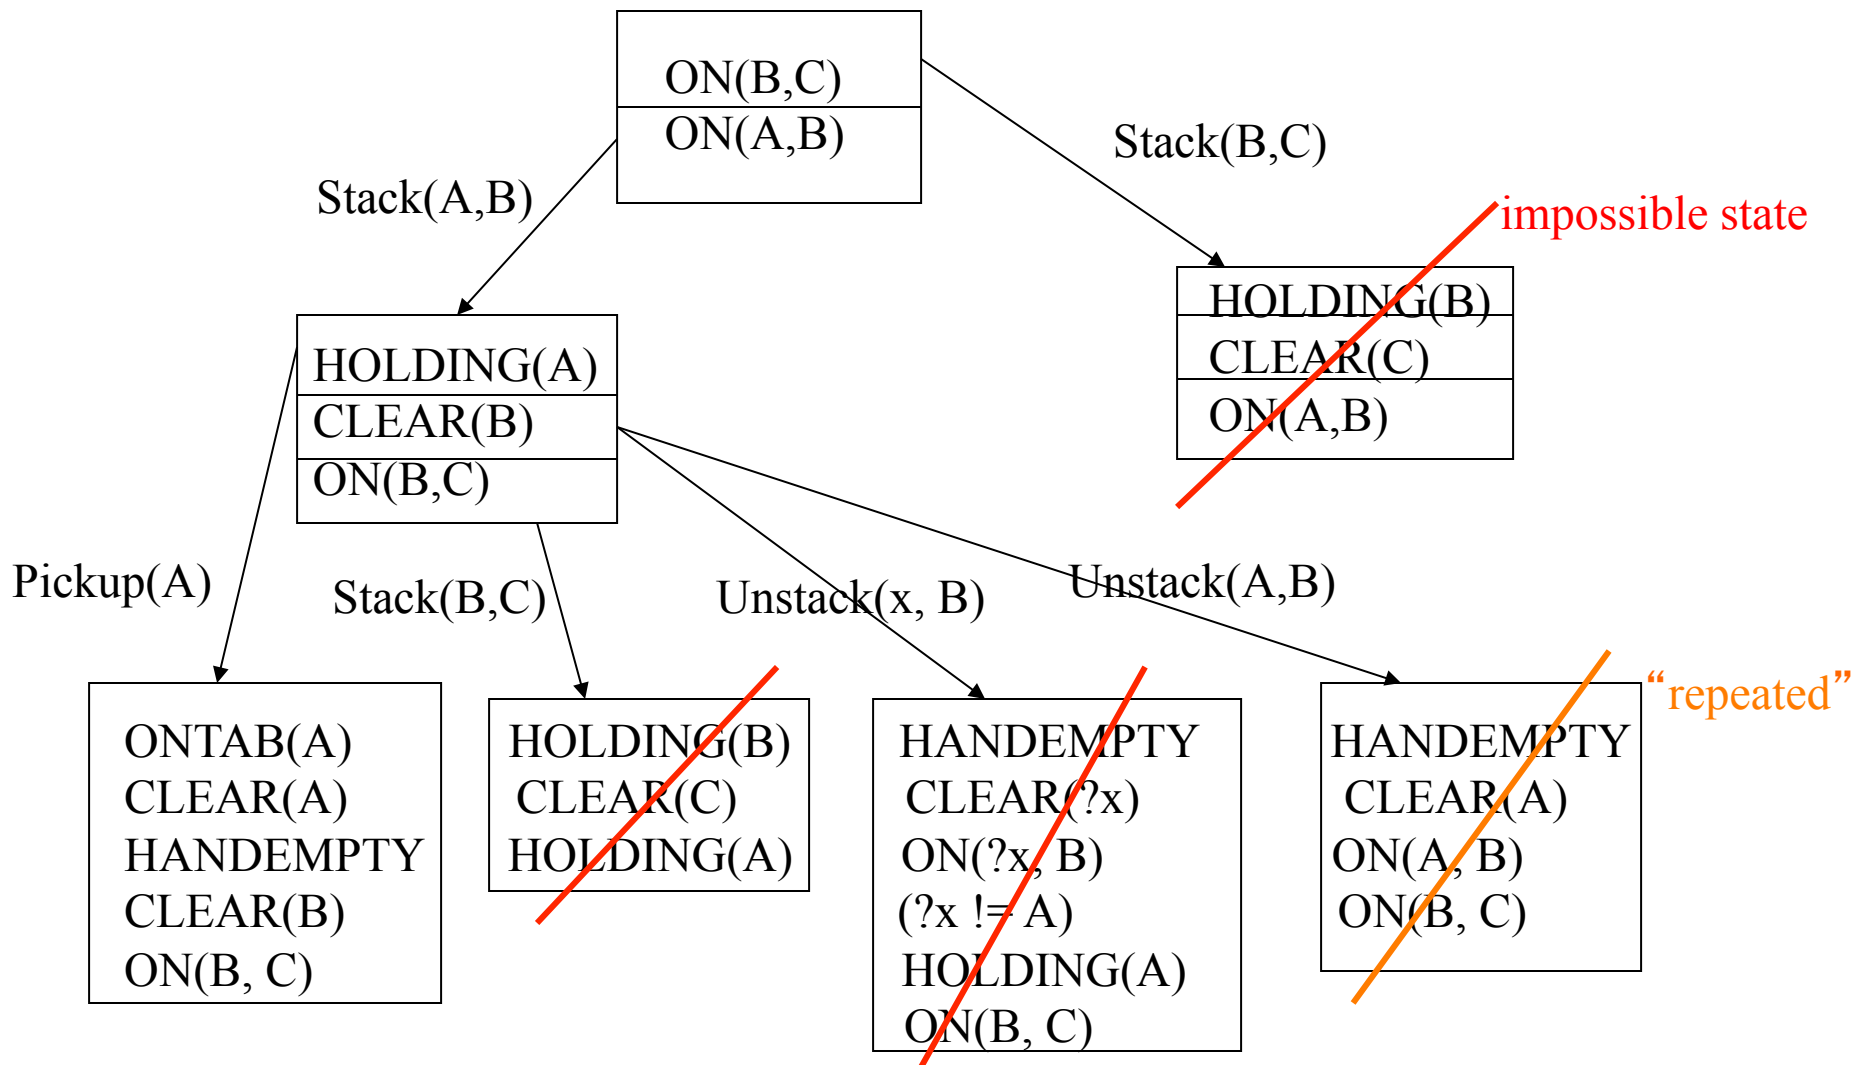 ON(B,C)
ON(A,B)
Stack(A,B)
Stack(B,C)
impossible state
HOLDING(B)
CLEAR(C)
ON(A,B)
HOLDING(A)
CLEAR(B)
ON(B,C)
Pickup(A)
Stack(B,C)
Unstack(x, B)
Unstack(A,B)
ONTAB(A)
CLEAR(A)
HANDEMPTY
CLEAR(B)
ON(B, C)
HOLDING(B)
CLEAR(C)
HOLDING(A)
HANDEMPTY
CLEAR(?x)
ON(?x, B)
(?x != A)
HOLDING(A)
ON(B, C)
HANDEMPTY
CLEAR(A)
ON(A, B)
ON(B, C)
“repeated”